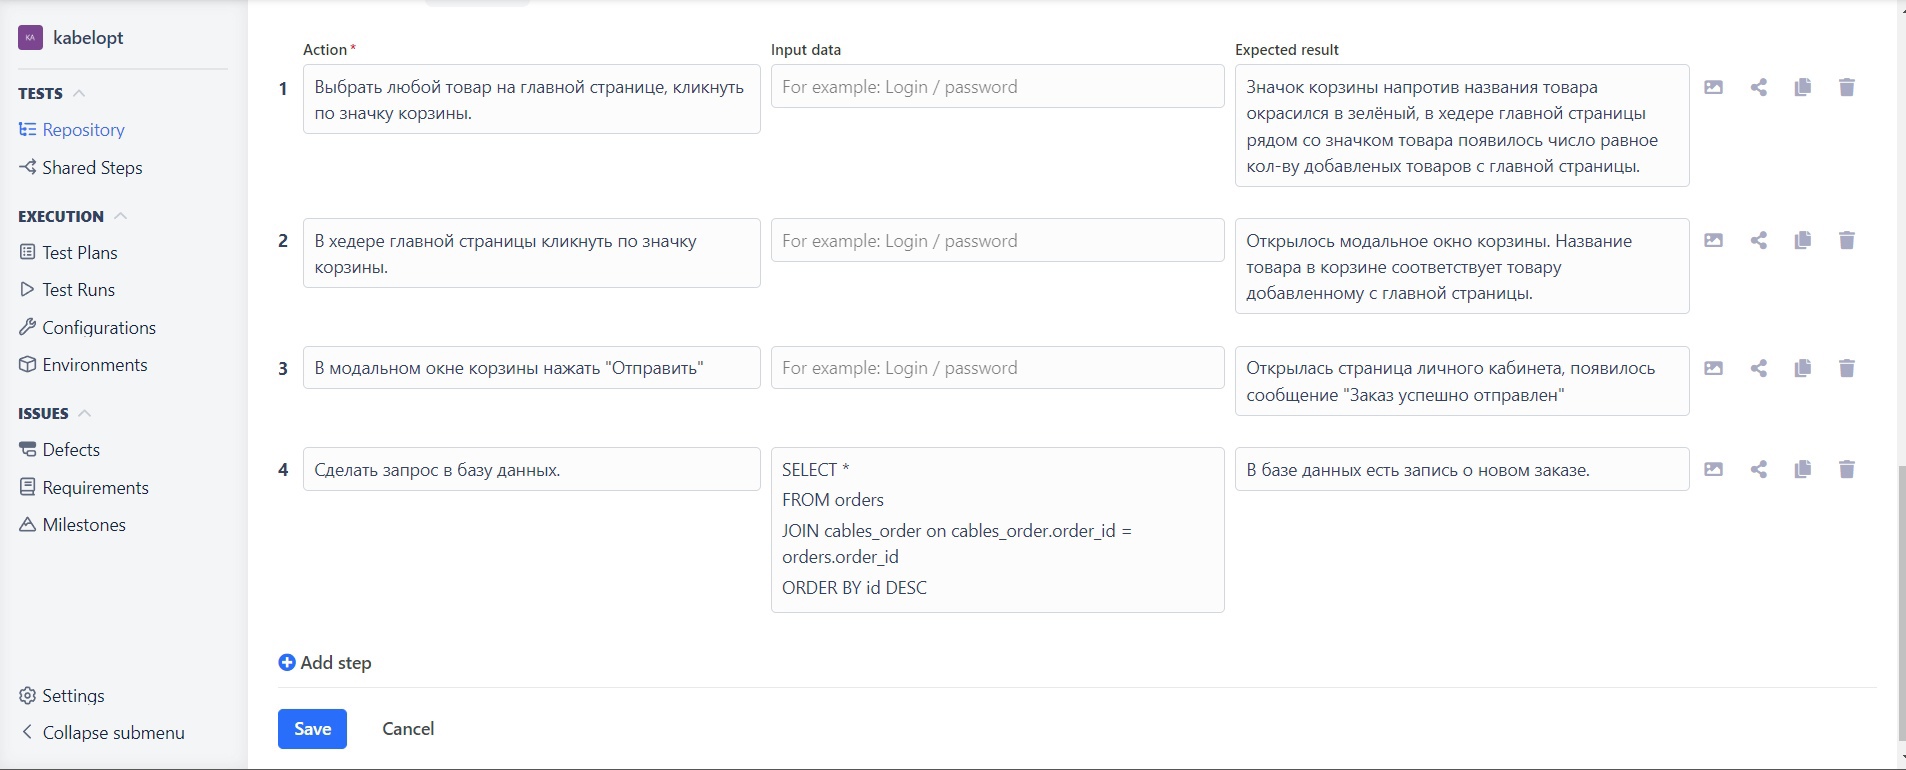 KA kabelopt
TESTS
Repository
Shared Steps
EXECUTION
Test Plans
Test Runs
Configurations
Environments
ISSUES
Defects
Requirements
Milestones
Settings
Collapse submenu
Action *
Input data
Expected result
1
Выбрать любой товар на главной странице, кликнуть
по значку корзины.
For example: Login / password
Значок корзины напротив названия товара
окрасился в зелёный, в хедере главной страницы
рядом со значком товара появилось число равное
кол-ву добавленых товаров с главной страницы.
2
В хедере главной страницы кликнуть по значку
корзины.
For example: Login / password
Открылось модальное окно корзины. Название
товара в корзине соответствует товару
добавленному с главной страницы.
3
В модальном окне корзины нажать "Отправить"
For example: Login / password
Открылась страница личного кабинета, появилось
сообщение "Заказ успешно отправлен"
4
Сделать запрос в базу данных.
SELECT *
FROM orders
JOIN cables_order on cables_order.order_id =
orders.order_id
ORDER BY id DESC
В базе данных есть запись о новом заказе.
Add step
Save
Cancel